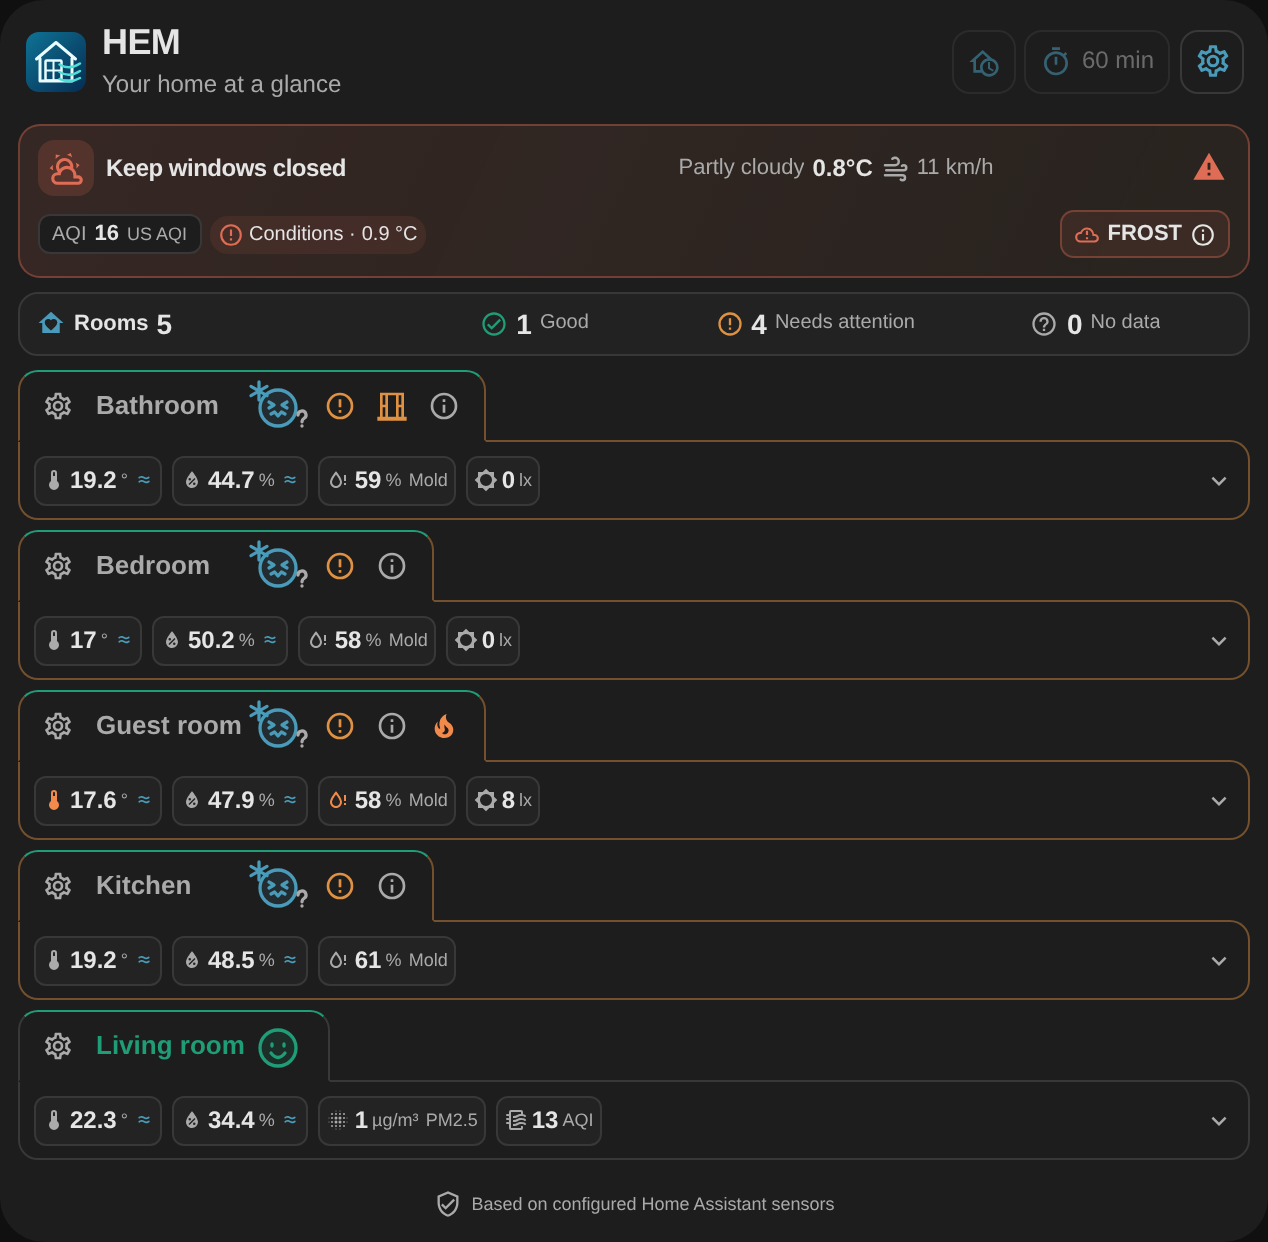 HEM
Your home at a glance
60 min
Keep windows closed
Partly cloudy 0.8°C 11 km/h
AQI 16 US AQI
Conditions · 0.9 °C
FROST
Rooms 5
1 Good
4 Needs attention
0 No data
Bathroom
19.2 ° ≈ 44.7 % ≈ 59 % Mold 0 lx
Bedroom
17 ° ≈ 50.2 % ≈ 58 % Mold 0 lx
Guest room
17.6 ° ≈ 47.9 % ≈ 58 % Mold 8 lx
Kitchen
19.2 ° ≈ 48.5 % ≈ 61 % Mold
Living room
22.3 ° ≈ 34.4 % ≈ 1 µg/m³ PM2.5 13 AQI
Based on configured Home Assistant sensors